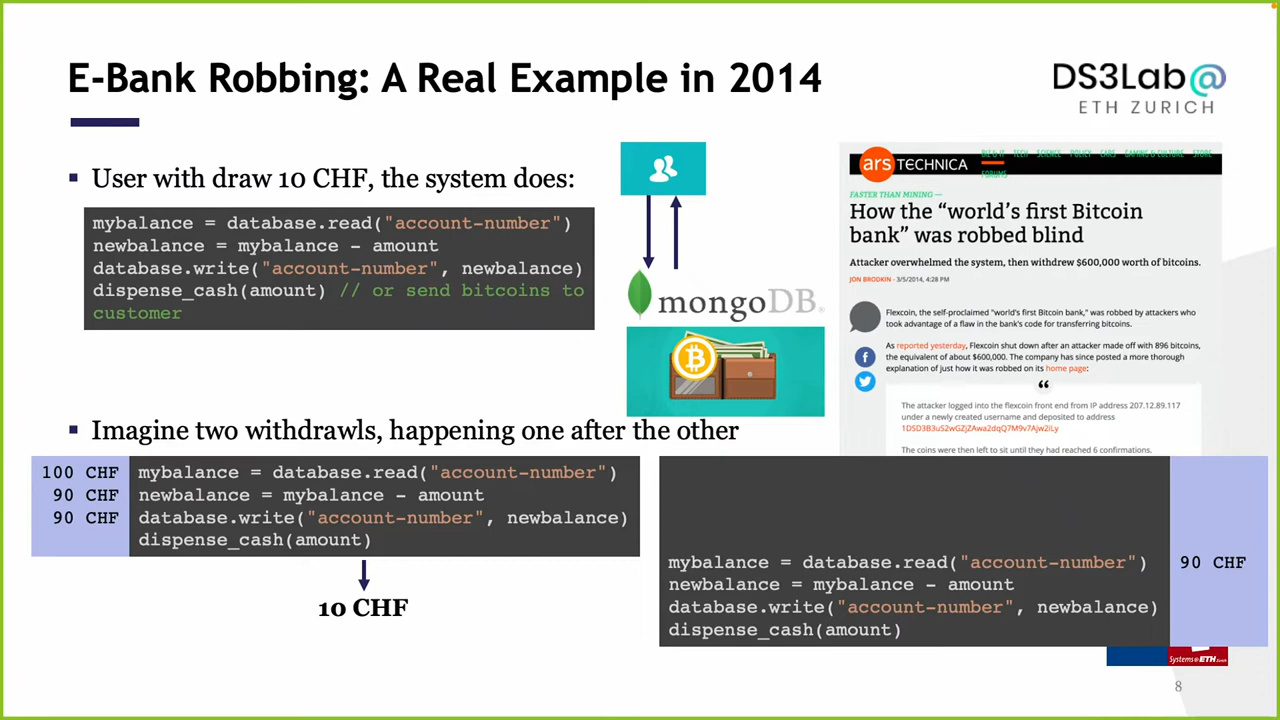 E-Bank Robbing: A Real Example in 2014
DS3Lab@
ETH ZURICH
▪ User with draw 10 CHF, the system does:
mybalance = database.read("account-number")
newbalance = mybalance - amount
database.write("account-number", newbalance)
dispense_cash(amount) // or send bitcoins to
customer
mongoDB®
ars TECHNICA
BIZ & IT TECH SCIENCE POLICY CARS GAMING & CULTURE STORE
FORUMS
FASTER THAN MINING —
How the “world’s first Bitcoin
bank” was robbed blind
Attacker overwhelmed the system, then withdrew $600,000 worth of bitcoins.
JON BRODKIN - 3/5/2014, 4:28 PM
Flexcoin, the self-proclaimed "world's first Bitcoin bank," was robbed by attackers who
took advantage of a flaw in the bank's code for transferring bitcoins.
As reported yesterday, Flexcoin shut down after an attacker made off with 896 bitcoins,
the equivalent of about $600,000. The company has since posted a more thorough
explanation of just how it was robbed on its home page:
“
The attacker logged into the flexcoin front end from IP address 207.12.89.117
under a newly created username and deposited to address
1DSD3B3uS2wGZjZAwa2dqQ7M9v7Ajw2iLy
The coins were then left to sit until they had reached 6 confirmations.
▪ Imagine two withdrawls, happening one after the other
100 CHF mybalance = database.read("account-number")
90 CHF newbalance = mybalance - amount
90 CHF database.write("account-number", newbalance)
dispense_cash(amount)
10 CHF
mybalance = database.read("account-number") 90 CHF
newbalance = mybalance - amount
database.write("account-number", newbalance)
dispense_cash(amount)
Systems@ETH Zurich
8